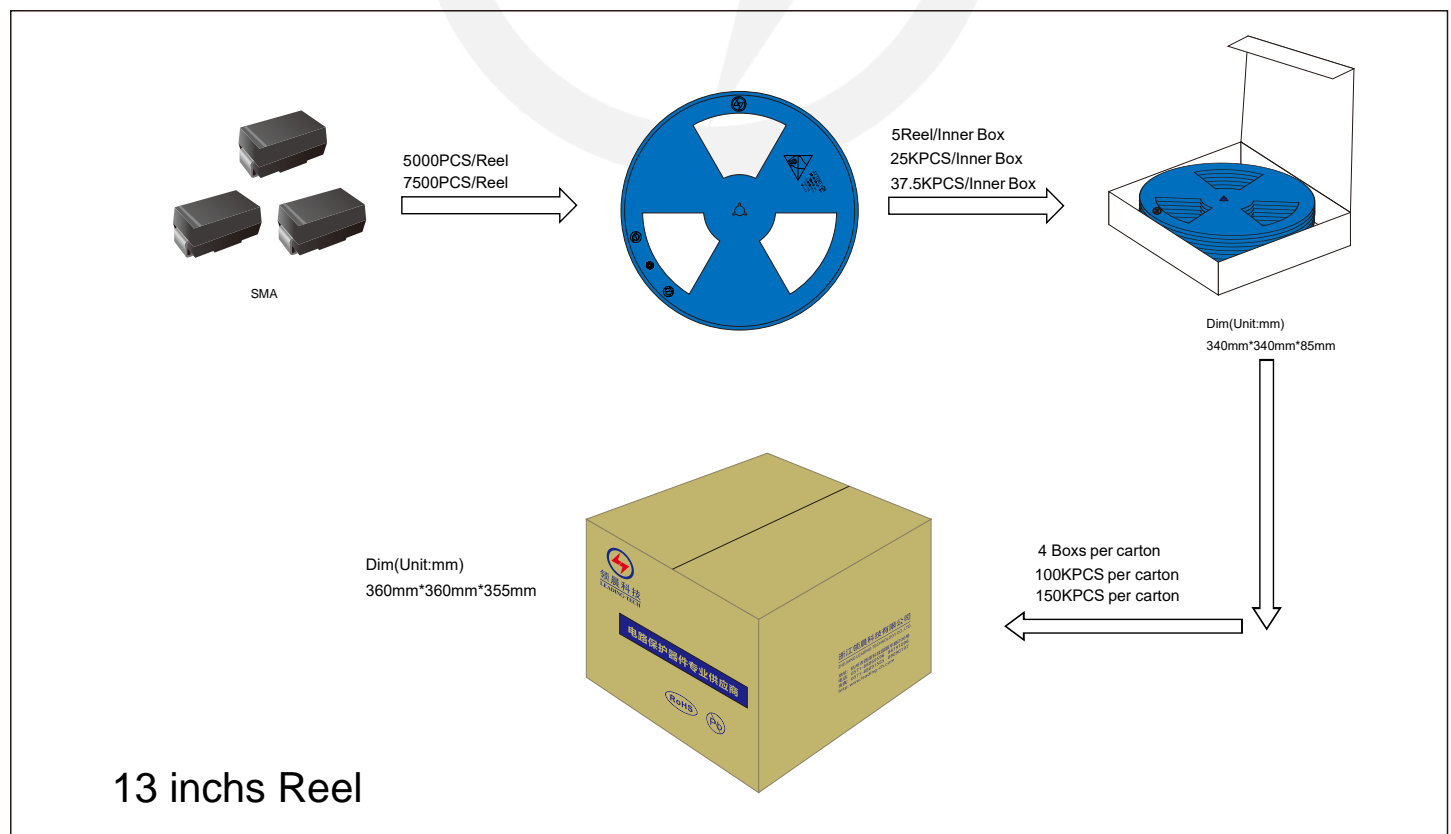 5000PCS/Reel
7500PCS/Reel
SMA
5Reel/Inner Box
25KPCS/Inner Box
37.5KPCS/Inner Box
Dim(Unit:mm)
340mm*340mm*85mm
4 Boxs per carton
100KPCS per carton
150KPCS per carton
Dim(Unit:mm)
360mm*360mm*355mm
领晨科技
LEADING TECH
电路保护器件专业供应商
RoHS
Pb
浙江领晨科技有限公司
13 inchs Reel